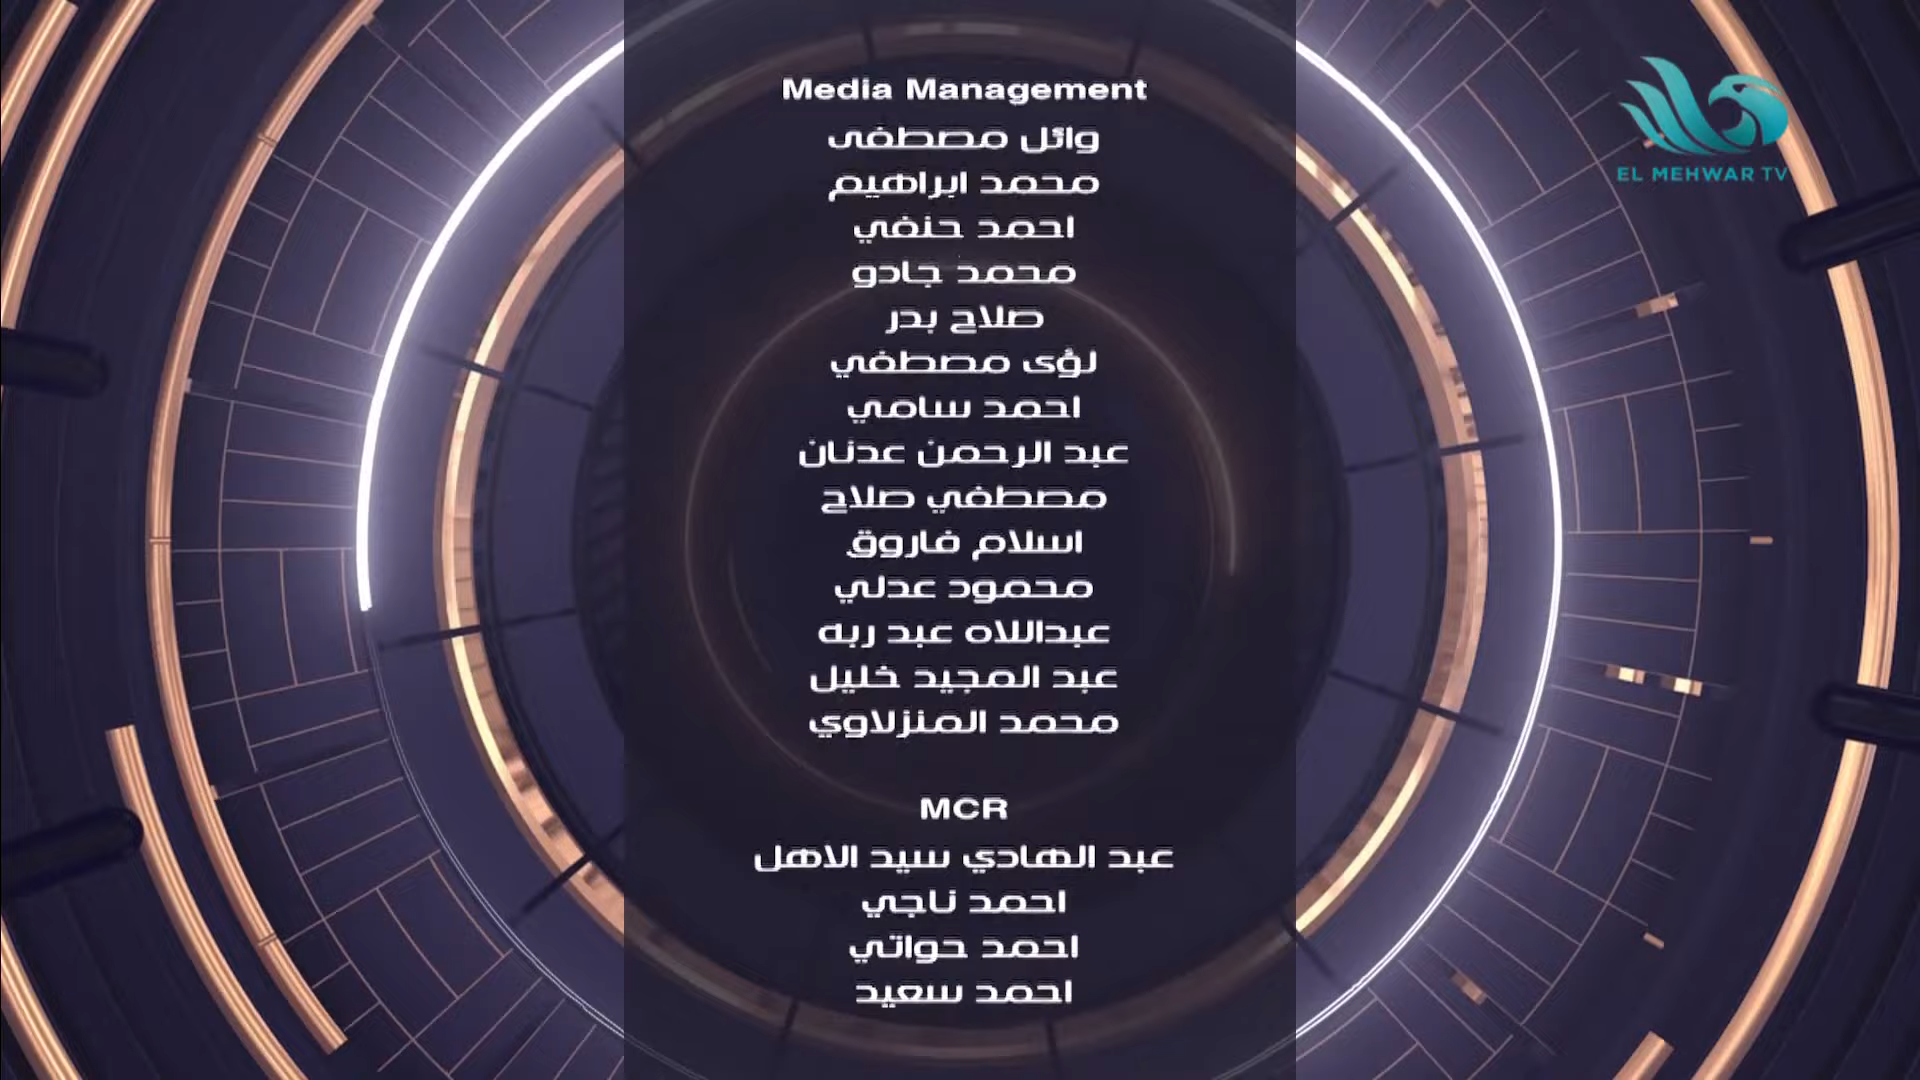 Media Management
وائل مصطفى
محمد ابراهيم
احمد حنفي
محمد جادو
صلاح بدر
لؤى مصطفي
احمد سامي
عبد الرحمن عدنان
مصطفي صلاح
اسلام فاروق
محمود عدلي
عبداللاه عبد ربه
عبد المجيد خليل
محمد المنزلاوي
MCR
عبد الهادي سيد الاهل
احمد ناجي
احمد حواتي
احمد سعيد
EL MEHWAR TV